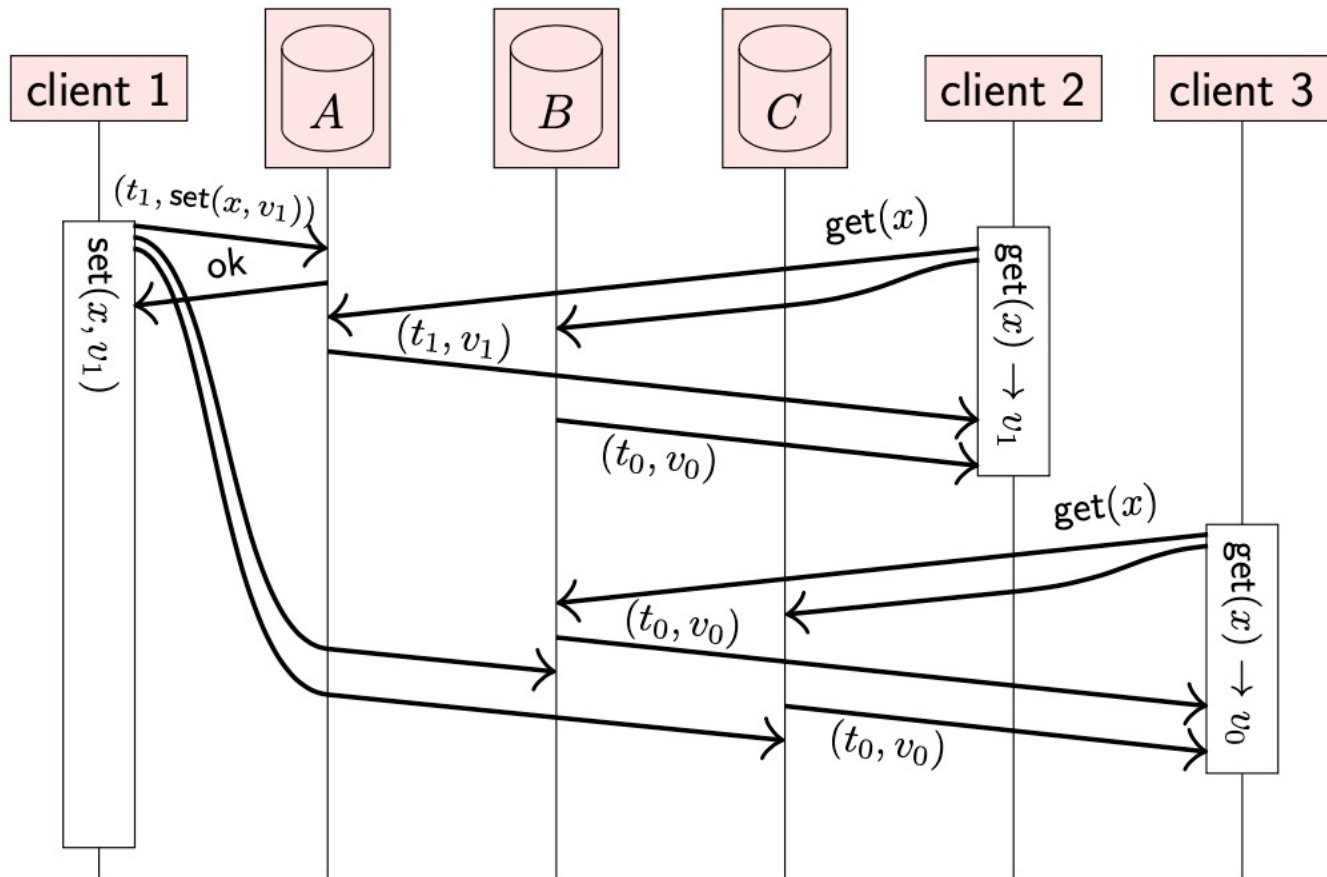 client 1
A
B
C
client 2
client 3
(t₁, set(x, v₁))
ok
set(x, v₁)
get(x)
get(x) → v₁
(t₁, v₁)
(t₀, v₀)
get(x)
get(x) → v₀
(t₀, v₀)
(t₀, v₀)